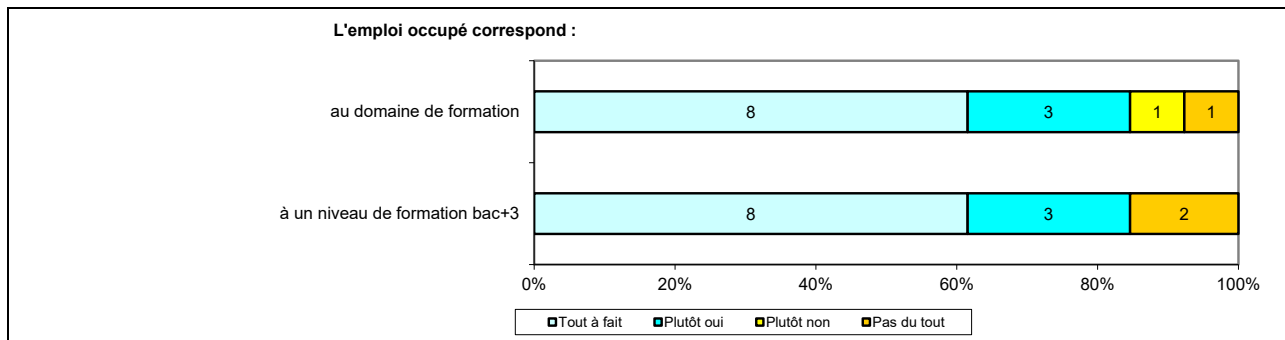 L'emploi occupé correspond :
au domaine de formation
8 3 1 1
à un niveau de formation bac+3
8 3 2
0% 20% 40% 60% 80% 100%
Tout à fait Plutôt oui Plutôt non Pas du tout